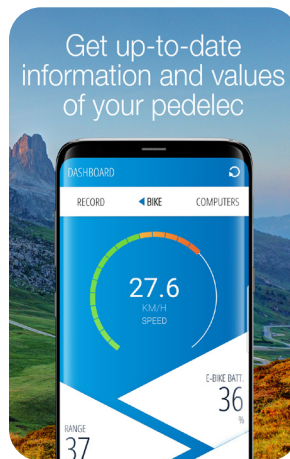 Get up-to-date
information and values
of your pedelec
DASHBOARD
RECORD
BIKE
COMPUTERS
27.6
KM/H
SPEED
E-BIKE BATT.
36
%
RANGE
37